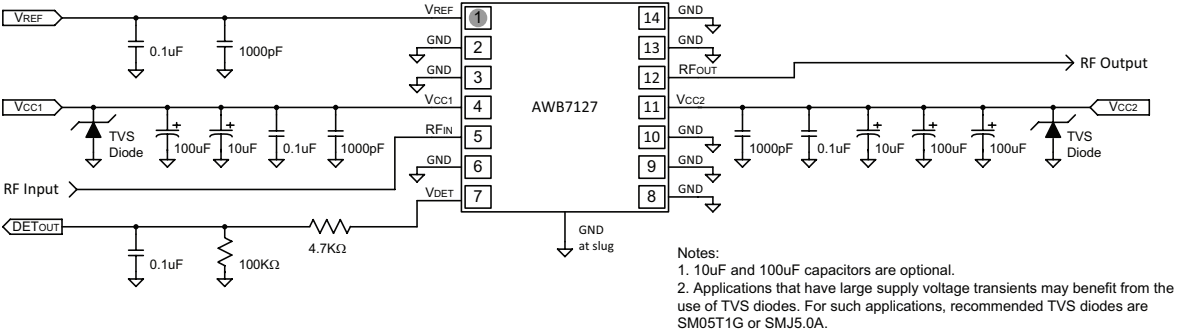 VREF
0.1uF
1000pF
VCC1
TVS
Diode
100uF
10uF
0.1uF
1000pF
RF Input
DETOUT
0.1uF
100KΩ
4.7KΩ
VREF
GND
GND
VCC1
RFIN
GND
VDET
1
2
3
4
5
6
7
AWB7127
14
13
12
11
10
9
8
GND
GND
RFOUT
VCC2
GND
GND
GND
GND
at slug
RF Output
VCC2
1000pF
0.1uF
10uF
100uF
100uF
TVS
Diode
Notes:
1. 10uF and 100uF capacitors are optional.
2. Applications that have large supply voltage transients may benefit from the
use of TVS diodes. For such applications, recommended TVS diodes are
SM05T1G or SMJ5.0A.